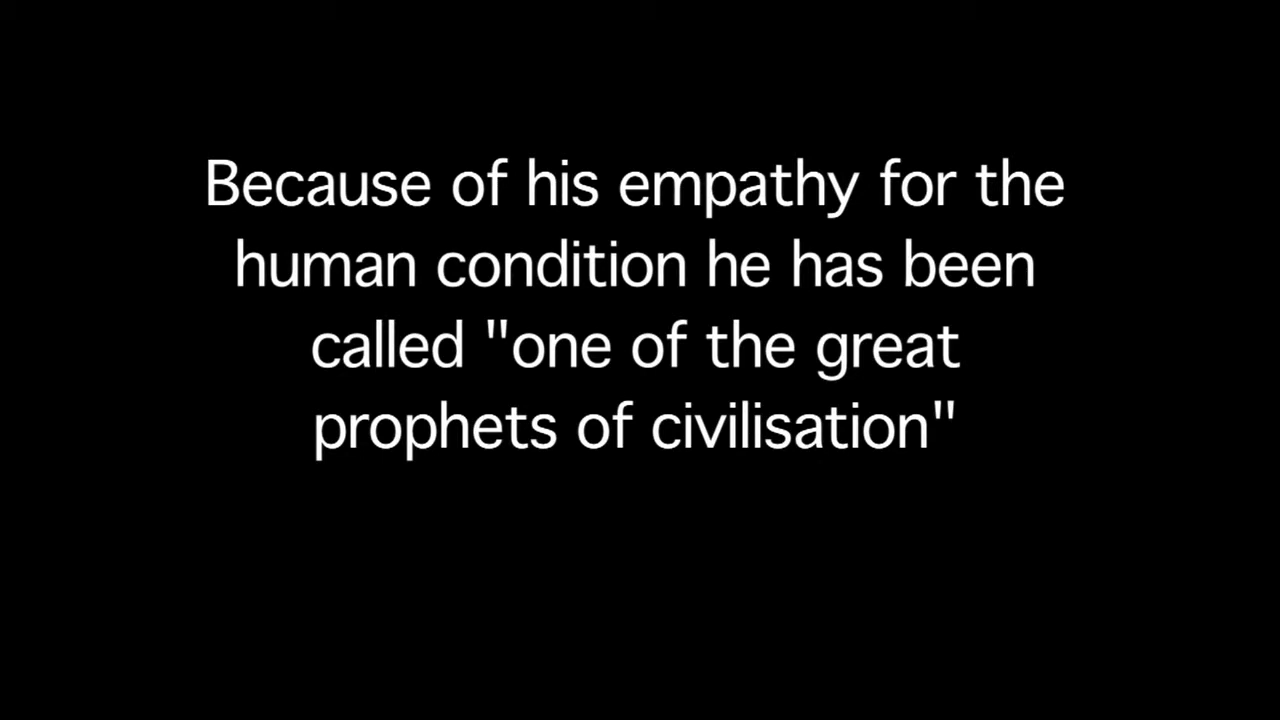 Because of his empathy for the
human condition he has been
called "one of the great
prophets of civilisation"